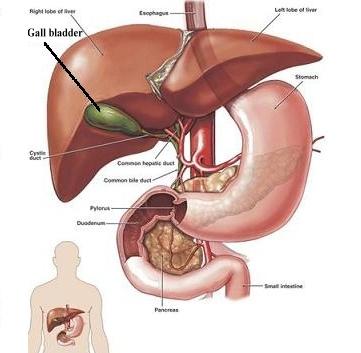 Right lobe of liver
Esophagus
Left lobe of liver
Gall bladder
Stomach
Cystic
duct
Common hepatic duct
Common bile duct
Pylorus
Duodenum
Small intestine
Pancreas